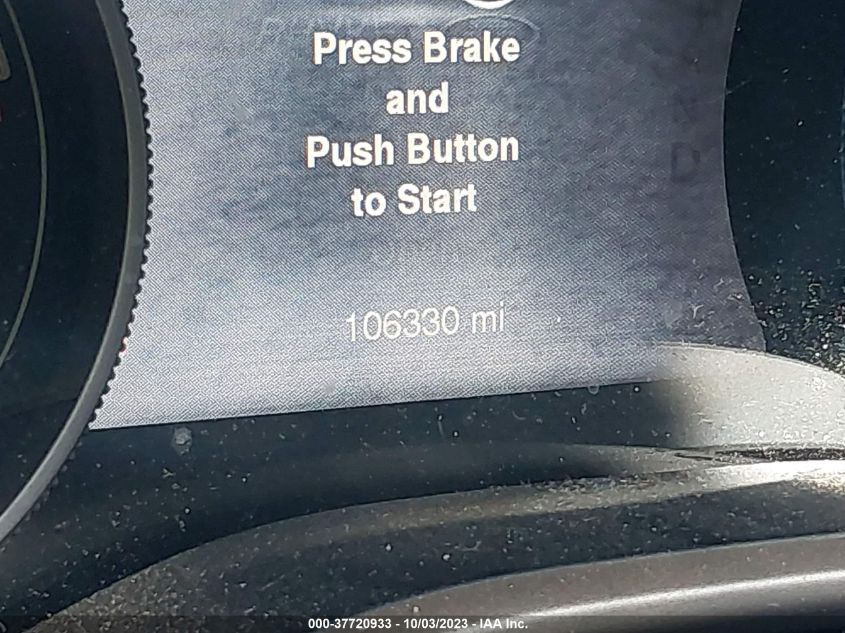 Press Brake
and
Push Button
to Start
106330 mi
000-37720933 - 10/03/2023 - IAA Inc.